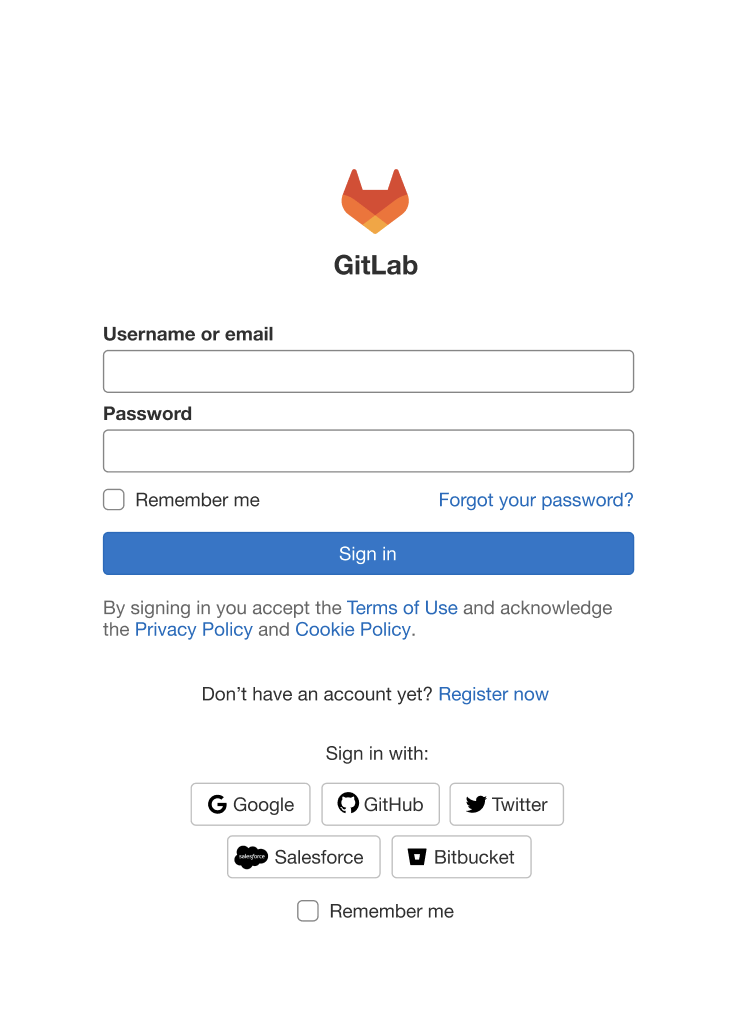 GitLab
Username or email
Password
Remember me
Forgot your password?
Sign in
By signing in you accept the Terms of Use and acknowledge
the Privacy Policy and Cookie Policy.
Don’t have an account yet? Register now
Sign in with:
Google
GitHub
Twitter
salesforce Salesforce
Bitbucket
Remember me